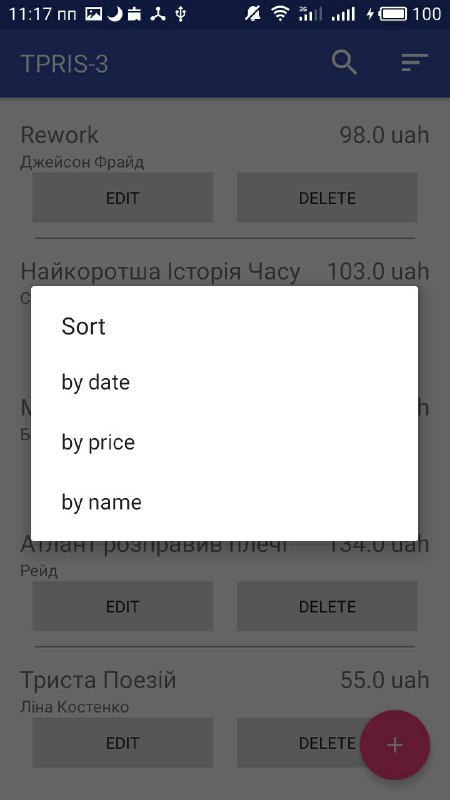 11:17 пп
100
TPRIS-3
Rework 98.0 uah
Джейсон Фрайд
EDIT DELETE
Найкоротша Історія Часу 103.0 uah
Sort
by date
by price
by name
Атлант розправив плечі 134.0 uah
Рейд
EDIT DELETE
Триста Поезій 55.0 uah
Ліна Костенко
EDIT DELETE
+